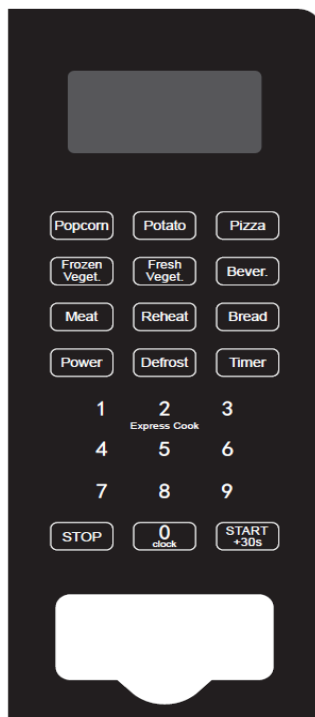 Popcorn Potato Pizza
Frozen Veget. Fresh Veget. Bever.
Meat Reheat Bread
Power Defrost Timer
1 2 3
Express Cook
4 5 6
7 8 9
STOP 0 clock START +30s